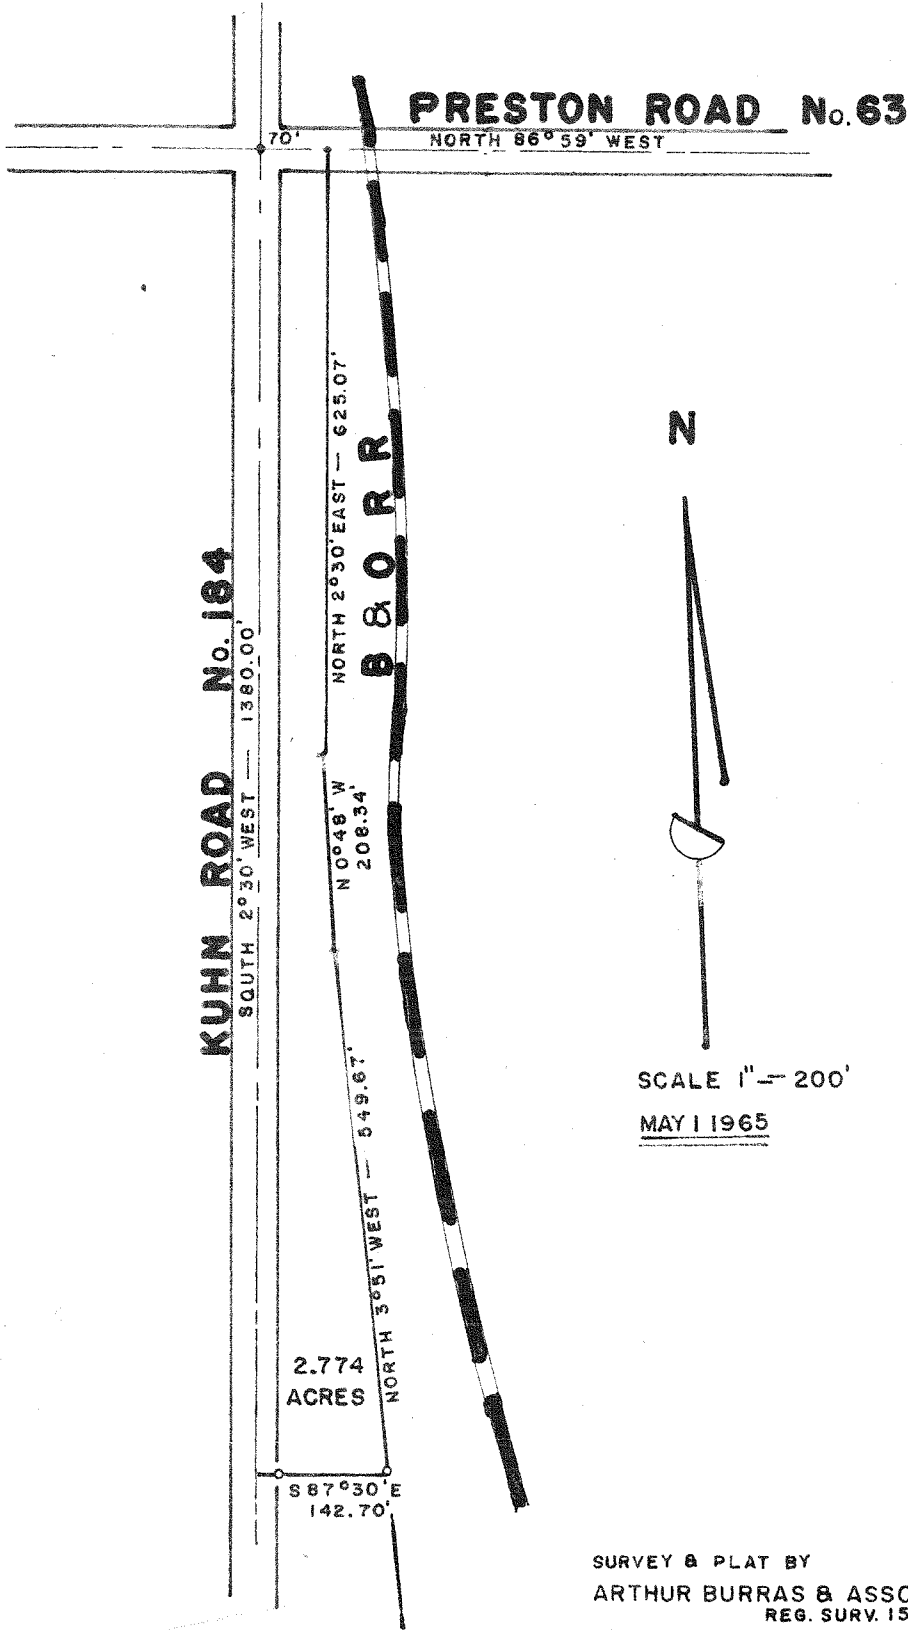 PRESTON ROAD No. 63
70'
NORTH 86° 59' WEST
NORTH 2° 30' EAST — 625.07'
B & O R R
N
KUHN ROAD No. 184
SOUTH 2° 30' WEST — 1380.00'
N 0° 48' W
208.34'
SCALE 1" — 200'
MAY 1 1965
NORTH 3° 51' WEST — 549.67'
2.774
ACRES
S 87° 30' E
142.70'
SURVEY & PLAT BY
ARTHUR BURRAS & ASSO
REG. SURV. 15